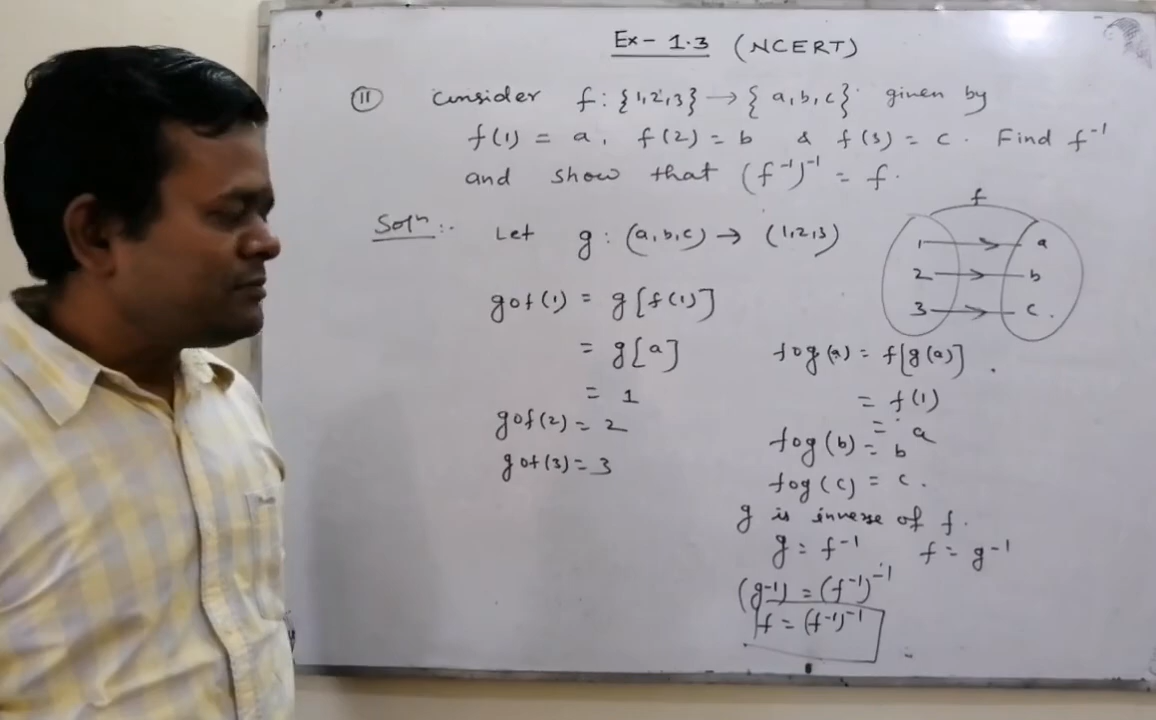 Ex- 1.3 (NCERT)
(11) Consider f: {1,2,3} → {a,b,c} given by
f(1) = a, f(2) = b & f(3) = c. Find f⁻¹
and show that (f⁻¹)⁻¹ = f.
Solⁿ:-
Let g: (a,b,c) → (1,2,3)
f
1 a
2 b
3 c.
gof(1) = g[f(1)]
= g[a]
= 1
gof(2) = 2
gof(3) = 3
fog(a) = f[g(a)].
= f(1)
= a
fog(b) = b
fog(c) = c.
g is inverse of f.
g = f⁻¹ f = g⁻¹
(g⁻¹) = (f⁻¹)⁻¹
f = (f⁻¹)⁻¹